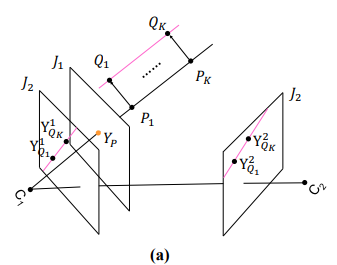 Q_K
Q_1
J_1
P_K
J_2
P_1
J_2
Y^1_{Q_K}
Y_P
Y^1_{Q_1}
Y^2_{Q_K}
Y^2_{Q_1}
C_1
C_2
(a)